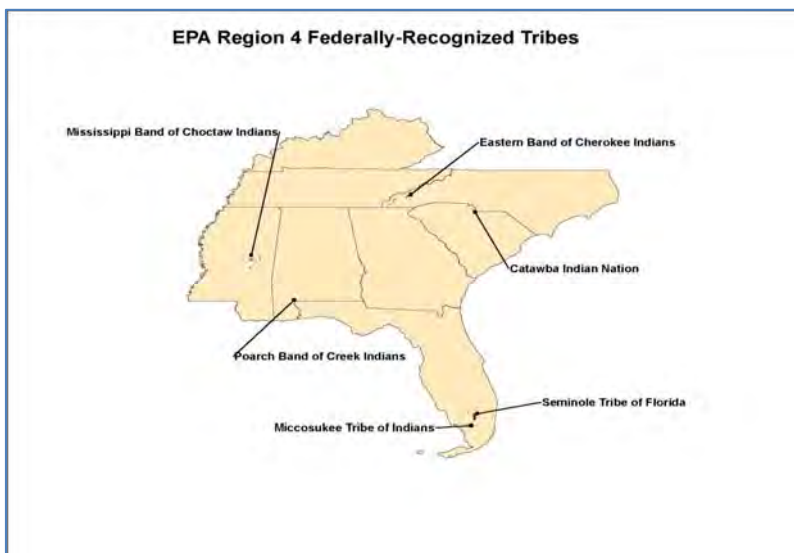 EPA Region 4 Federally-Recognized Tribes
Mississippi Band of Choctaw Indians
Eastern Band of Cherokee Indians
Catawba Indian Nation
Poarch Band of Creek Indians
Seminole Tribe of Florida
Miccosukee Tribe of Indians